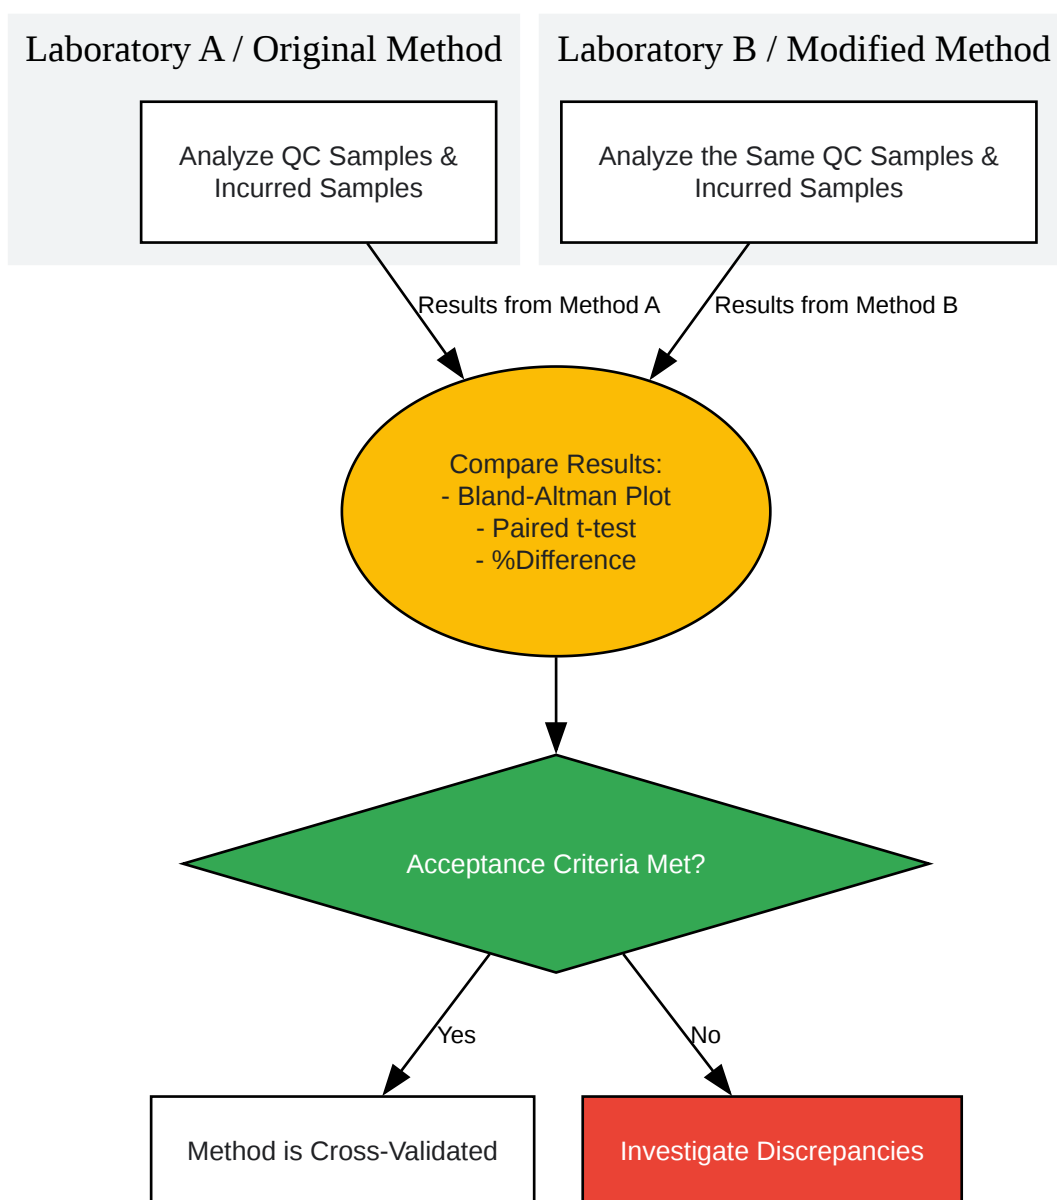 Laboratory A / Original Method
Laboratory B / Modified Method
Analyze QC Samples &
Incurred Samples
Analyze the Same QC Samples &
Incurred Samples
Results from Method A
Results from Method B
Compare Results:
- Bland-Altman Plot
- Paired t-test
- %Difference
Acceptance Criteria Met?
Yes
No
Method is Cross-Validated
Investigate Discrepancies